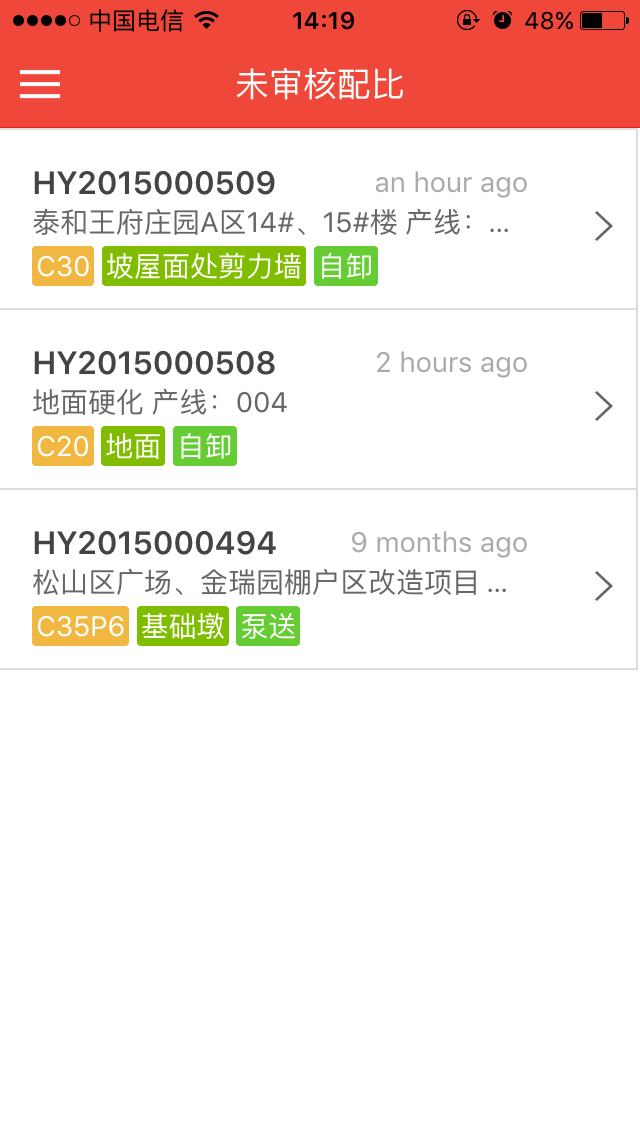 中国电信 14:19 48%
未审核配比
HY2015000509 an hour ago
泰和王府庄园A区14#、15#楼 产线：...
C30 坡屋面处剪力墙 自卸
HY2015000508 2 hours ago
地面硬化 产线：004
C20 地面 自卸
HY2015000494 9 months ago
松山区广场、金瑞园棚户区改造项目 ...
C35P6 基础墩 泵送